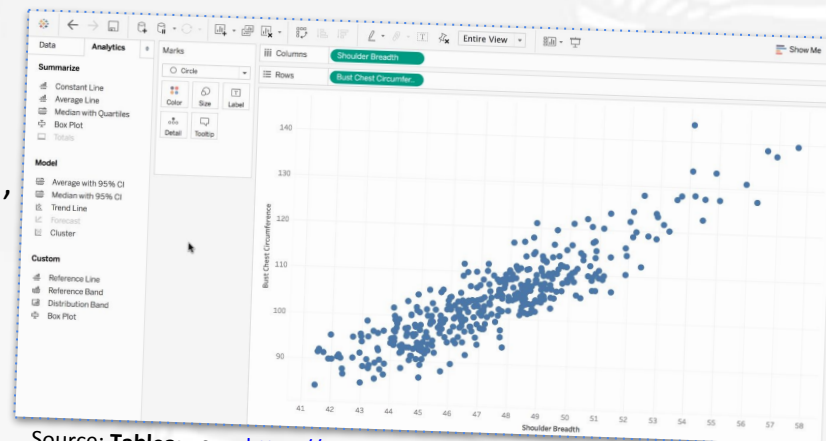 Entire View
Show Me
Data
Analytics
Marks
Columns
Shoulder Breadth
Rows
Bust Chest Circumfer..
Summarize
Constant Line
Average Line
Median with Quartiles
Box Plot
Totals
Circle
Color
Size
Label
Detail
Tooltip
Model
Average with 95% CI
Median with 95% CI
Trend Line
Forecast
Cluster
Custom
Reference Line
Reference Band
Distribution Band
Box Plot
Bust Chest Circumference
140
130
120
110
100
90
41 42 43 44 45 46 47 48 49 50 51 52 53 54 55 56 57 58
Shoulder Breadth
,
Source: